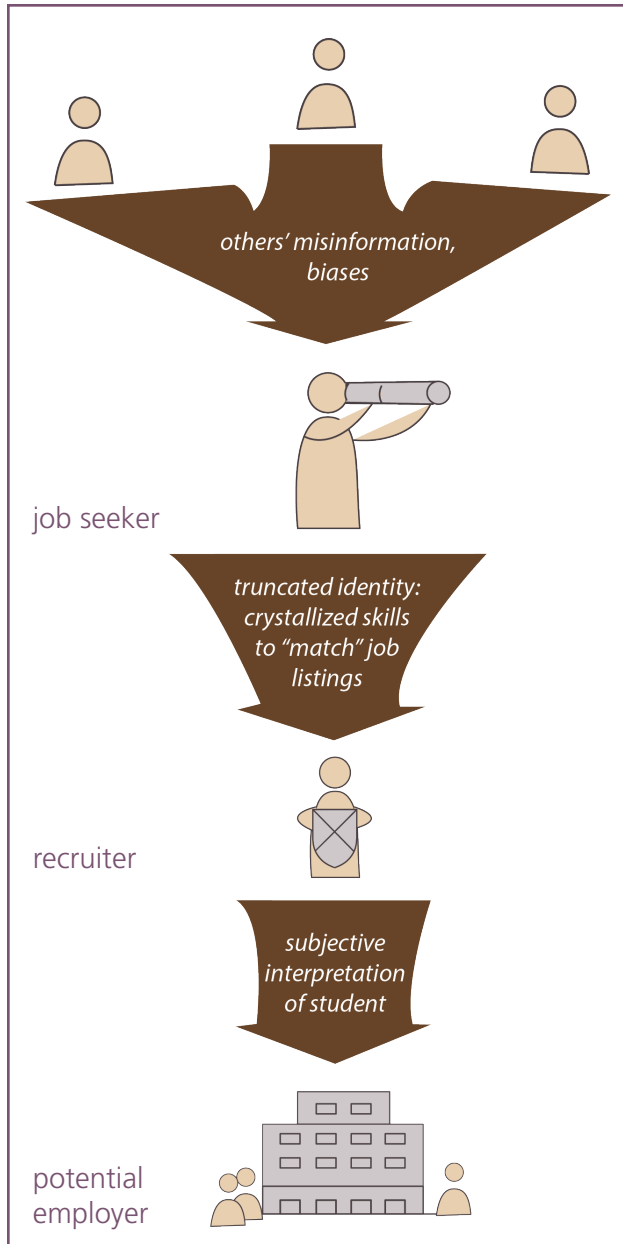 others’ misinformation,
biases
job seeker
truncated identity:
crystallized skills
to “match” job
listings
recruiter
subjective
interpretation
of student
potential
employer